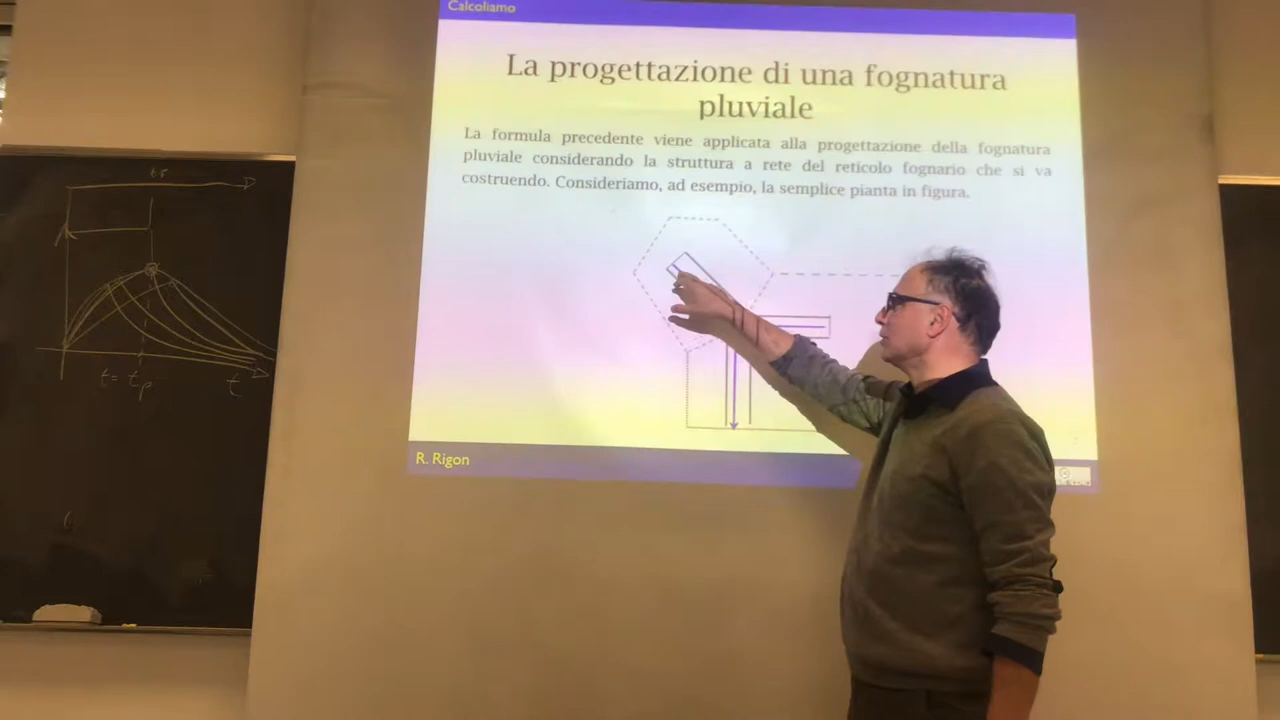 Calcoliamo
La progettazione di una fognatura
pluviale
La formula precedente viene applicata alla progettazione della fognatura
pluviale considerando la struttura a rete del reticolo fognario che si va
costruendo. Consideriamo, ad esempio, la semplice pianta in figura.
R. Rigon
t = tp
t